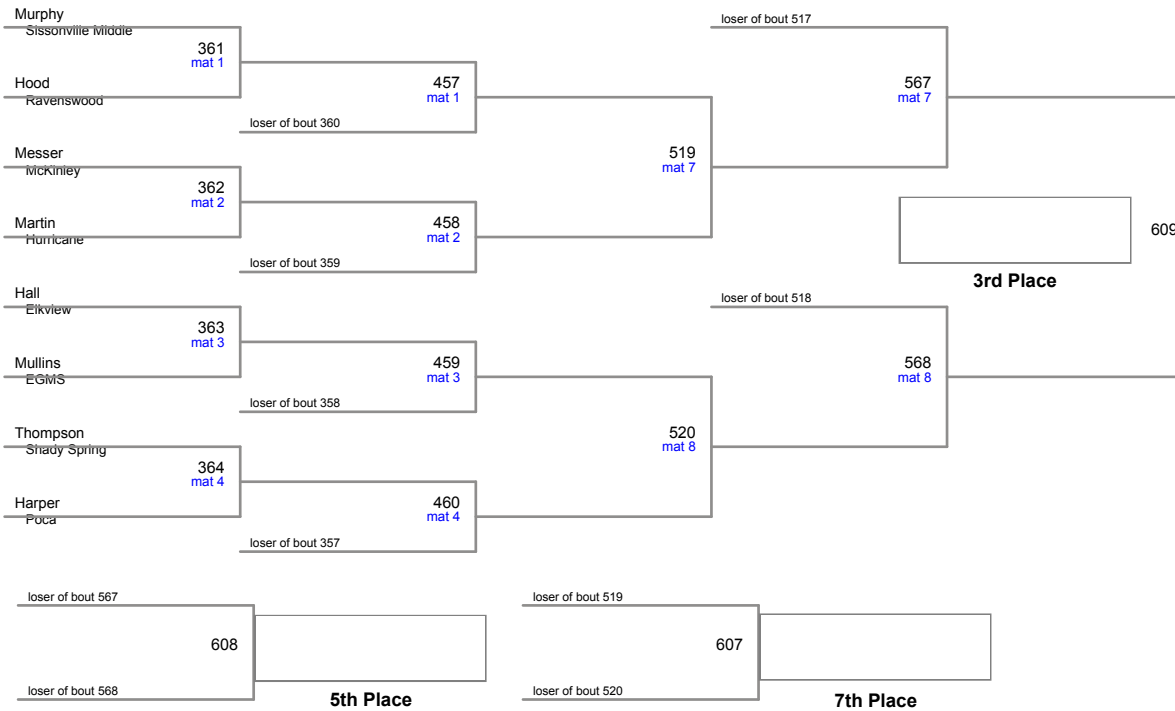 Murphy
Sissonville Middle
361
mat 1
Hood
Ravenswood
457
mat 1
loser of bout 360
Messer
McKinley
362
mat 2
Martin
Hurricane
458
mat 2
loser of bout 359
519
mat 7
loser of bout 517
567
mat 7
609
3rd Place
Hall
Elkview
363
mat 3
Mullins
EGMS
459
mat 3
loser of bout 358
Thompson
Shady Spring
364
mat 4
Harper
Poca
460
mat 4
loser of bout 357
520
mat 8
loser of bout 518
568
mat 8
loser of bout 567
608
loser of bout 568
5th Place
loser of bout 519
607
loser of bout 520
7th Place